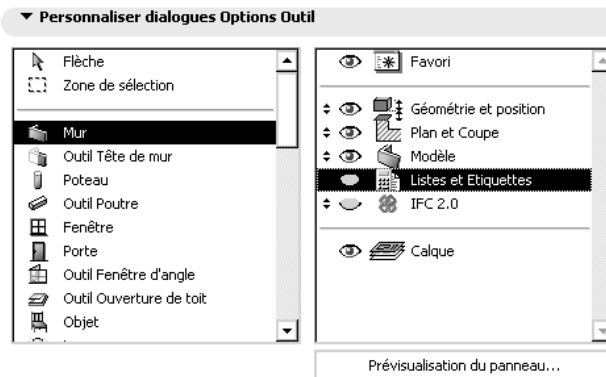 Personnaliser dialogues Options Outil
Flèche
Zone de sélection
Mur
Outil Tête de mur
Poteau
Outil Poutre
Fenêtre
Porte
Outil Fenêtre d'angle
Outil Ouverture de toit
Objet
Favori
Géométrie et position
Plan et Coupe
Modèle
Listes et Etiquettes
IFC 2.0
Calque
Prévisualisation du panneau...